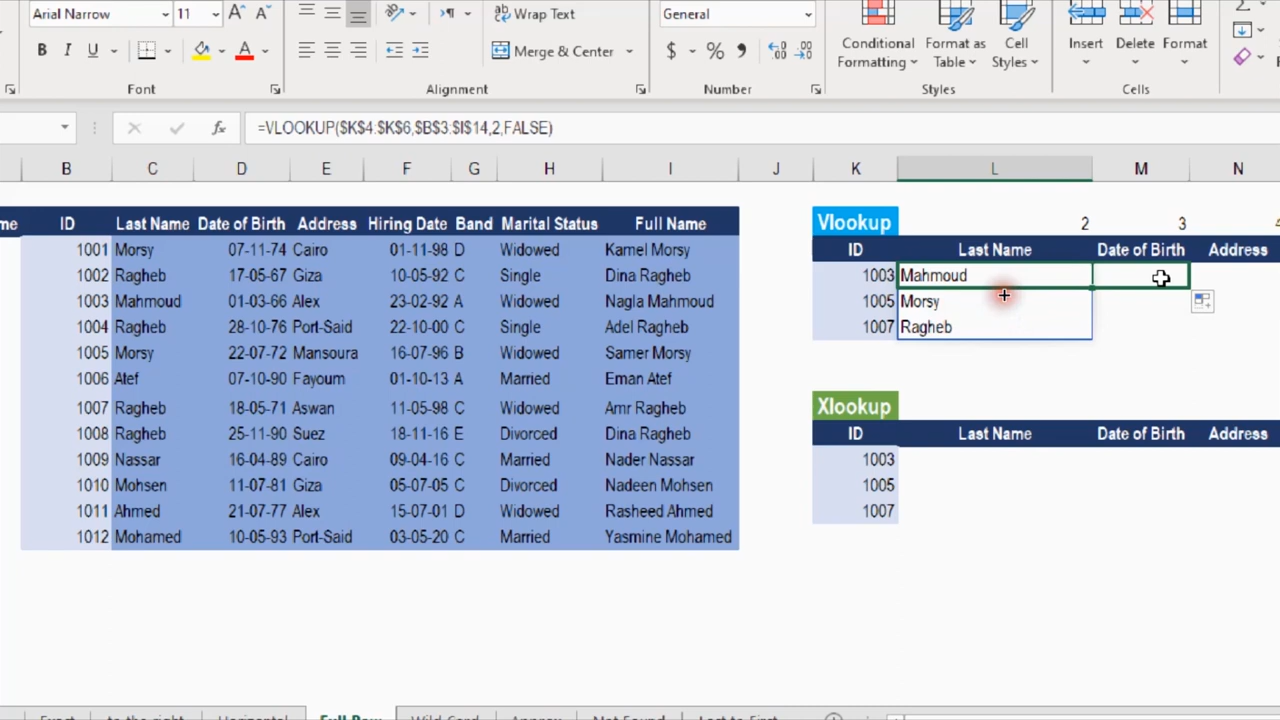 Arial Narrow 11 A A Wrap Text General
B I U A Merge & Center $ % 9 Conditional Formatting Format as Table Cell Styles Insert Delete Format
Font Alignment Number Styles Cells
fx =VLOOKUP($K$4:$K$6,$B$3:$I$14,2,FALSE)
B C D E F G H I J K L M N
me ID Last Name Date of Birth Address Hiring Date Band Marital Status Full Name Vlookup 2 3 4
1001 Morsy 07-11-74 Cairo 01-11-98 D Widowed Kamel Morsy ID Last Name Date of Birth Address
1002 Ragheb 17-05-67 Giza 10-05-92 C Single Dina Ragheb 1003 Mahmoud
1003 Mahmoud 01-03-66 Alex 23-02-92 A Widowed Nagla Mahmoud 1005 Morsy
1004 Ragheb 28-10-76 Port-Said 22-10-00 C Single Adel Ragheb 1007 Ragheb
1005 Morsy 22-07-72 Mansoura 16-07-96 B Widowed Samer Morsy
1006 Atef 07-10-90 Fayoum 01-10-13 A Married Eman Atef
1007 Ragheb 18-05-71 Aswan 11-05-98 C Widowed Amr Ragheb Xlookup
1008 Ragheb 25-11-90 Suez 18-11-16 E Divorced Dina Ragheb ID Last Name Date of Birth Address
1009 Nassar 16-04-89 Cairo 09-04-16 C Married Nader Nassar 1003
1010 Mohsen 11-07-81 Giza 05-07-05 C Divorced Nadeen Mohsen 1005
1011 Ahmed 21-07-77 Alex 15-07-01 D Widowed Rasheed Ahmed 1007
1012 Mohamed 10-05-93 Port-Said 03-05-20 C Married Yasmine Mohamed
Exact to the right Horizontal Full Row Wild Card Approx Not Found Last to First